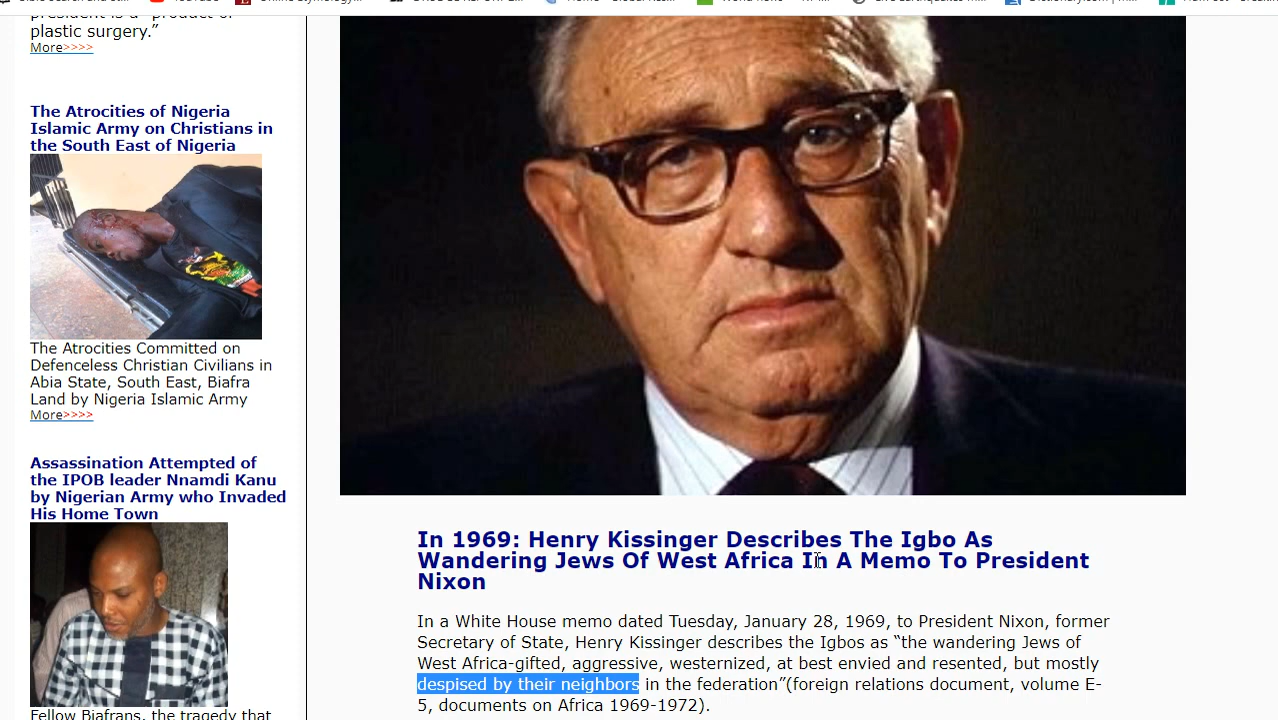 president is a “product of
plastic surgery.”
More>>>>
The Atrocities of Nigeria
Islamic Army on Christians in
the South East of Nigeria
The Atrocities Committed on
Defenceless Christian Civilians in
Abia State, South East, Biafra
Land by Nigeria Islamic Army
More>>>>
Assassination Attempted of
the IPOB leader Nnamdi Kanu
by Nigerian Army who Invaded
His Home Town
Fellow Biafrans, the tragedy that
In 1969: Henry Kissinger Describes The Igbo As
Wandering Jews Of West Africa In A Memo To President
Nixon
In a White House memo dated Tuesday, January 28, 1969, to President Nixon, former
Secretary of State, Henry Kissinger describes the Igbos as “the wandering Jews of
West Africa-gifted, aggressive, westernized, at best envied and resented, but mostly
despised by their neighbors in the federation”(foreign relations document, volume E-
5, documents on Africa 1969-1972).